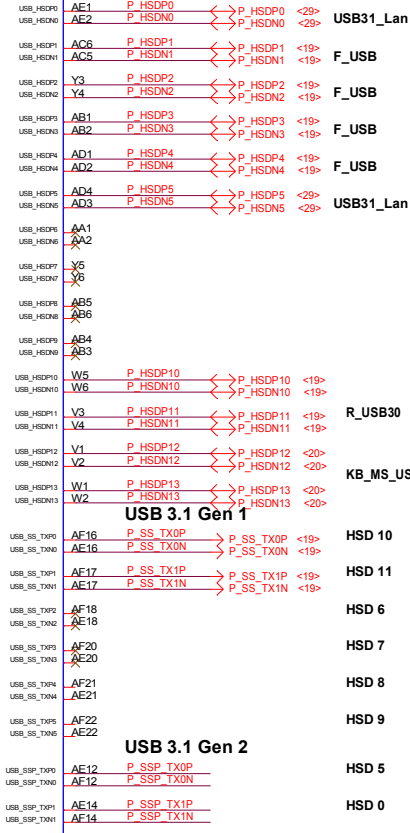 USB_HSDP0 AE1 P_HSDP0 P_HSDP0 <29>
USB_HSDN0 AE2 P_HSDN0 P_HSDN0 <29> USB31_Lan
USB_HSDP1 AC6 P_HSDP1 P_HSDP1 <19>
USB_HSDN1 AC5 P_HSDN1 P_HSDN1 <19> F_USB
USB_HSDP2 Y3 P_HSDP2 P_HSDP2 <19>
USB_HSDN2 Y4 P_HSDN2 P_HSDN2 <19> F_USB
USB_HSDP3 AB1 P_HSDP3 P_HSDP3 <19>
USB_HSDN3 AB2 P_HSDN3 P_HSDN3 <19> F_USB
USB_HSDP4 AD1 P_HSDP4 P_HSDP4 <19>
USB_HSDN4 AD2 P_HSDN4 P_HSDN4 <19> F_USB
USB_HSDP5 AD4 P_HSDP5 P_HSDP5 <29>
USB_HSDN5 AD3 P_HSDN5 P_HSDN5 <29> USB31_Lan
USB_HSDP6 AA1
USB_HSDN6 AA2
USB_HSDP7 Y5
USB_HSDN7 Y6
USB_HSDP8 AB5
USB_HSDN8 AB6
USB_HSDP9 AB4
USB_HSDN9 AB3
USB_HSDP10 W5 P_HSDP10 P_HSDP10 <19>
USB_HSDN10 W6 P_HSDN10 P_HSDN10 <19>
USB_HSDP11 V3 P_HSDP11 P_HSDP11 <19> R_USB30
USB_HSDN11 V4 P_HSDN11 P_HSDN11 <19>
USB_HSDP12 V1 P_HSDP12 P_HSDP12 <20>
USB_HSDN12 V2 P_HSDN12 P_HSDN12 <20>
KB_MS_US
USB_HSDP13 W1 P_HSDP13 P_HSDP13 <20>
USB_HSDN13 W2 P_HSDN13 P_HSDN13 <20>
USB 3.1 Gen 1
USB_SS_TXP0 AF16 P_SS_TX0P P_SS_TX0P <19> HSD 10
USB_SS_TXN0 AE16 P_SS_TX0N P_SS_TX0N <19>
USB_SS_TXP1 AF17 P_SS_TX1P P_SS_TX1P <19> HSD 11
USB_SS_TXN1 AE17 P_SS_TX1N P_SS_TX1N <19>
USB_SS_TXP2 AF18 HSD 6
USB_SS_TXN2 AE18
USB_SS_TXP3 AF20 HSD 7
USB_SS_TXN3 AE20
USB_SS_TXP4 AF21 HSD 8
USB_SS_TXN4 AE21
USB_SS_TXP5 AF22 HSD 9
USB_SS_TXN5 AE22
USB 3.1 Gen 2
USB_SSP_TXP0 AE12 P_SSP_TX0P HSD 5
USB_SSP_TXN0 AF12 P_SSP_TX0N
USB_SSP_TXP1 AE14 P_SSP_TX1P HSD 0
USB_SSP_TXN1 AF14 P_SSP_TX1N